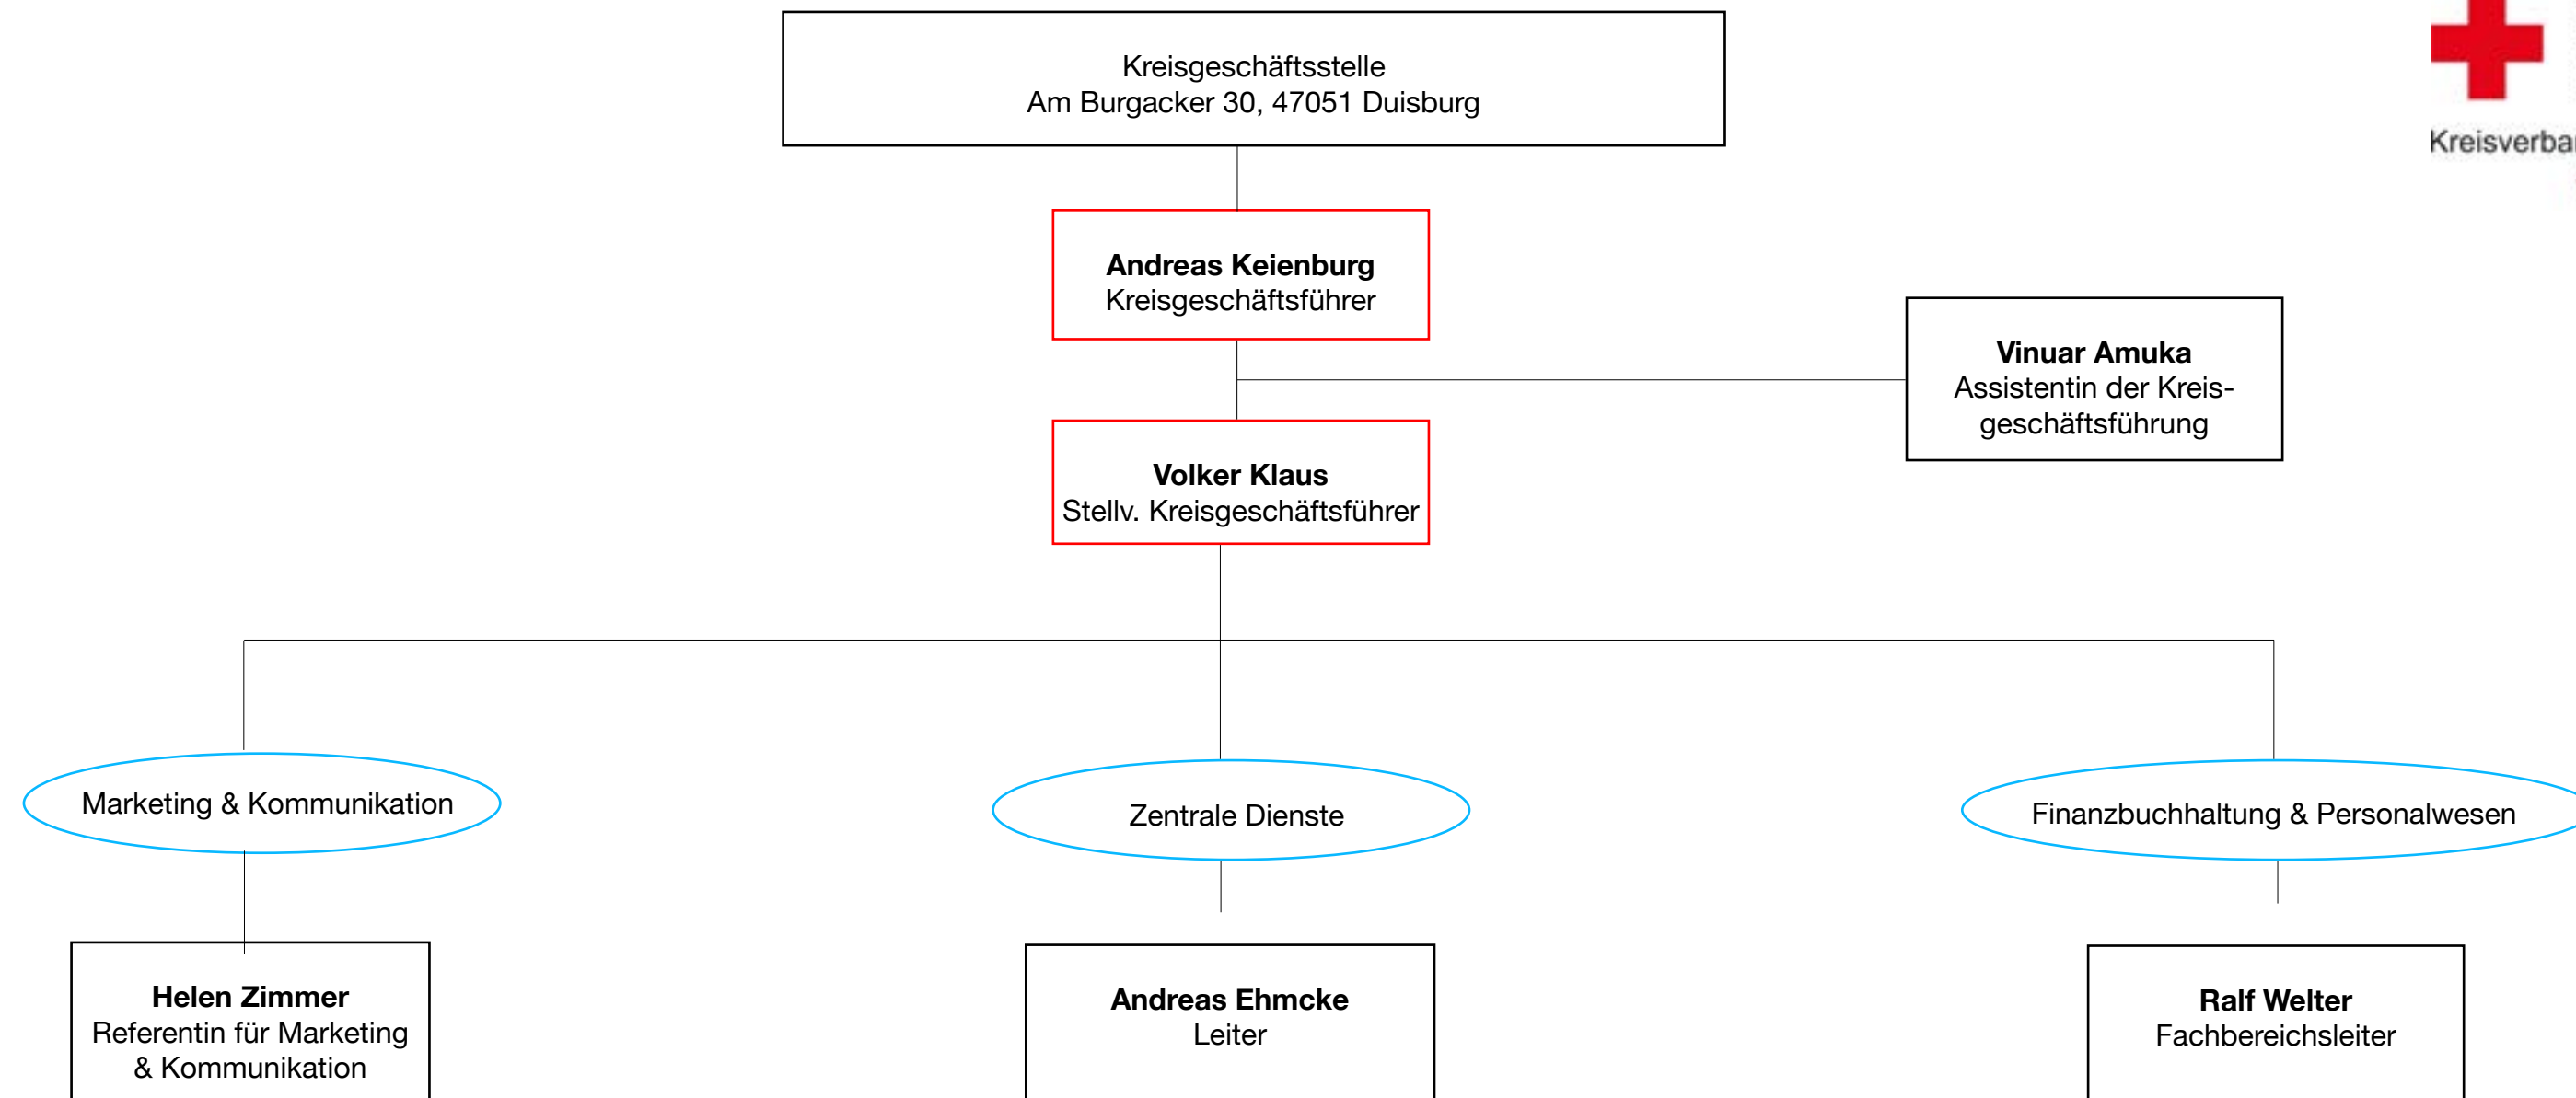 Kreisgeschäftsstelle
Am Burgacker 30, 47051 Duisburg
Andreas Keienburg
Kreisgeschäftsführer
Vinuar Amuka
Assistentin der Kreis-
geschäftsführung
Volker Klaus
Stellv. Kreisgeschäftsführer
Marketing & Kommunikation
Zentrale Dienste
Finanzbuchhaltung & Personalwesen
Helen Zimmer
Referentin für Marketing
& Kommunikation
Andreas Ehmcke
Leiter
Ralf Welter
Fachbereichsleiter